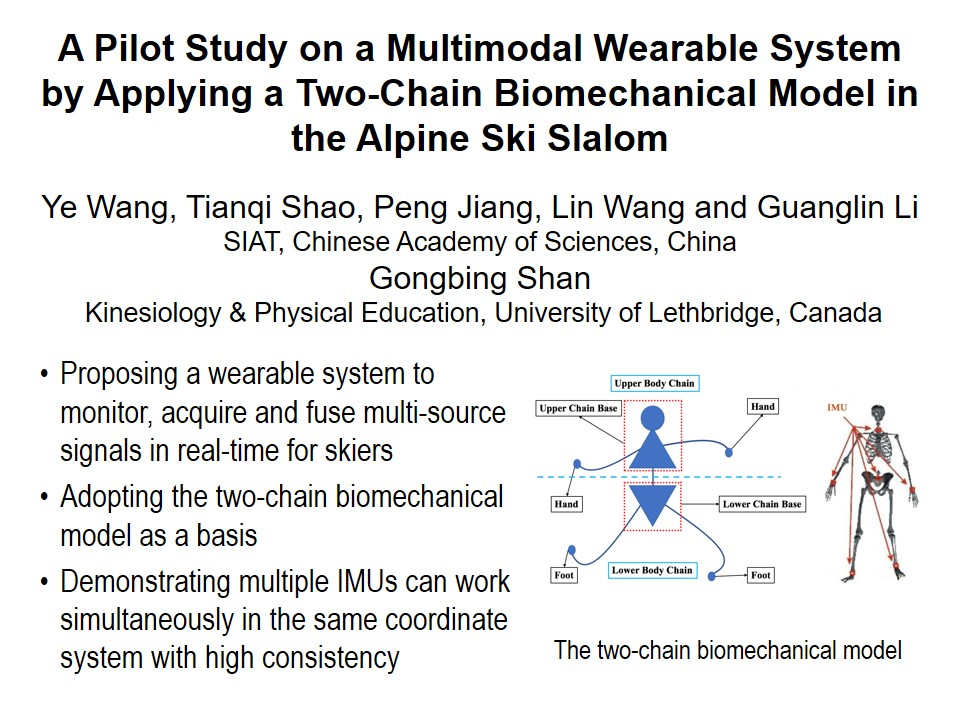 A Pilot Study on a Multimodal Wearable System
by Applying a Two-Chain Biomechanical Model in
the Alpine Ski Slalom
Ye Wang, Tianqi Shao, Peng Jiang, Lin Wang and Guanglin Li
SIAT, Chinese Academy of Sciences, China
Gongbing Shan
Kinesiology & Physical Education, University of Lethbridge, Canada
• Proposing a wearable system to
monitor, acquire and fuse multi-source
signals in real-time for skiers
• Adopting the two-chain biomechanical
model as a basis
• Demonstrating multiple IMUs can work
simultaneously in the same coordinate
system with high consistency
Upper Body Chain
Upper Chain Base
Hand
IMU
Hand
Lower Chain Base
Foot
Lower Body Chain
Foot
The two-chain biomechanical model